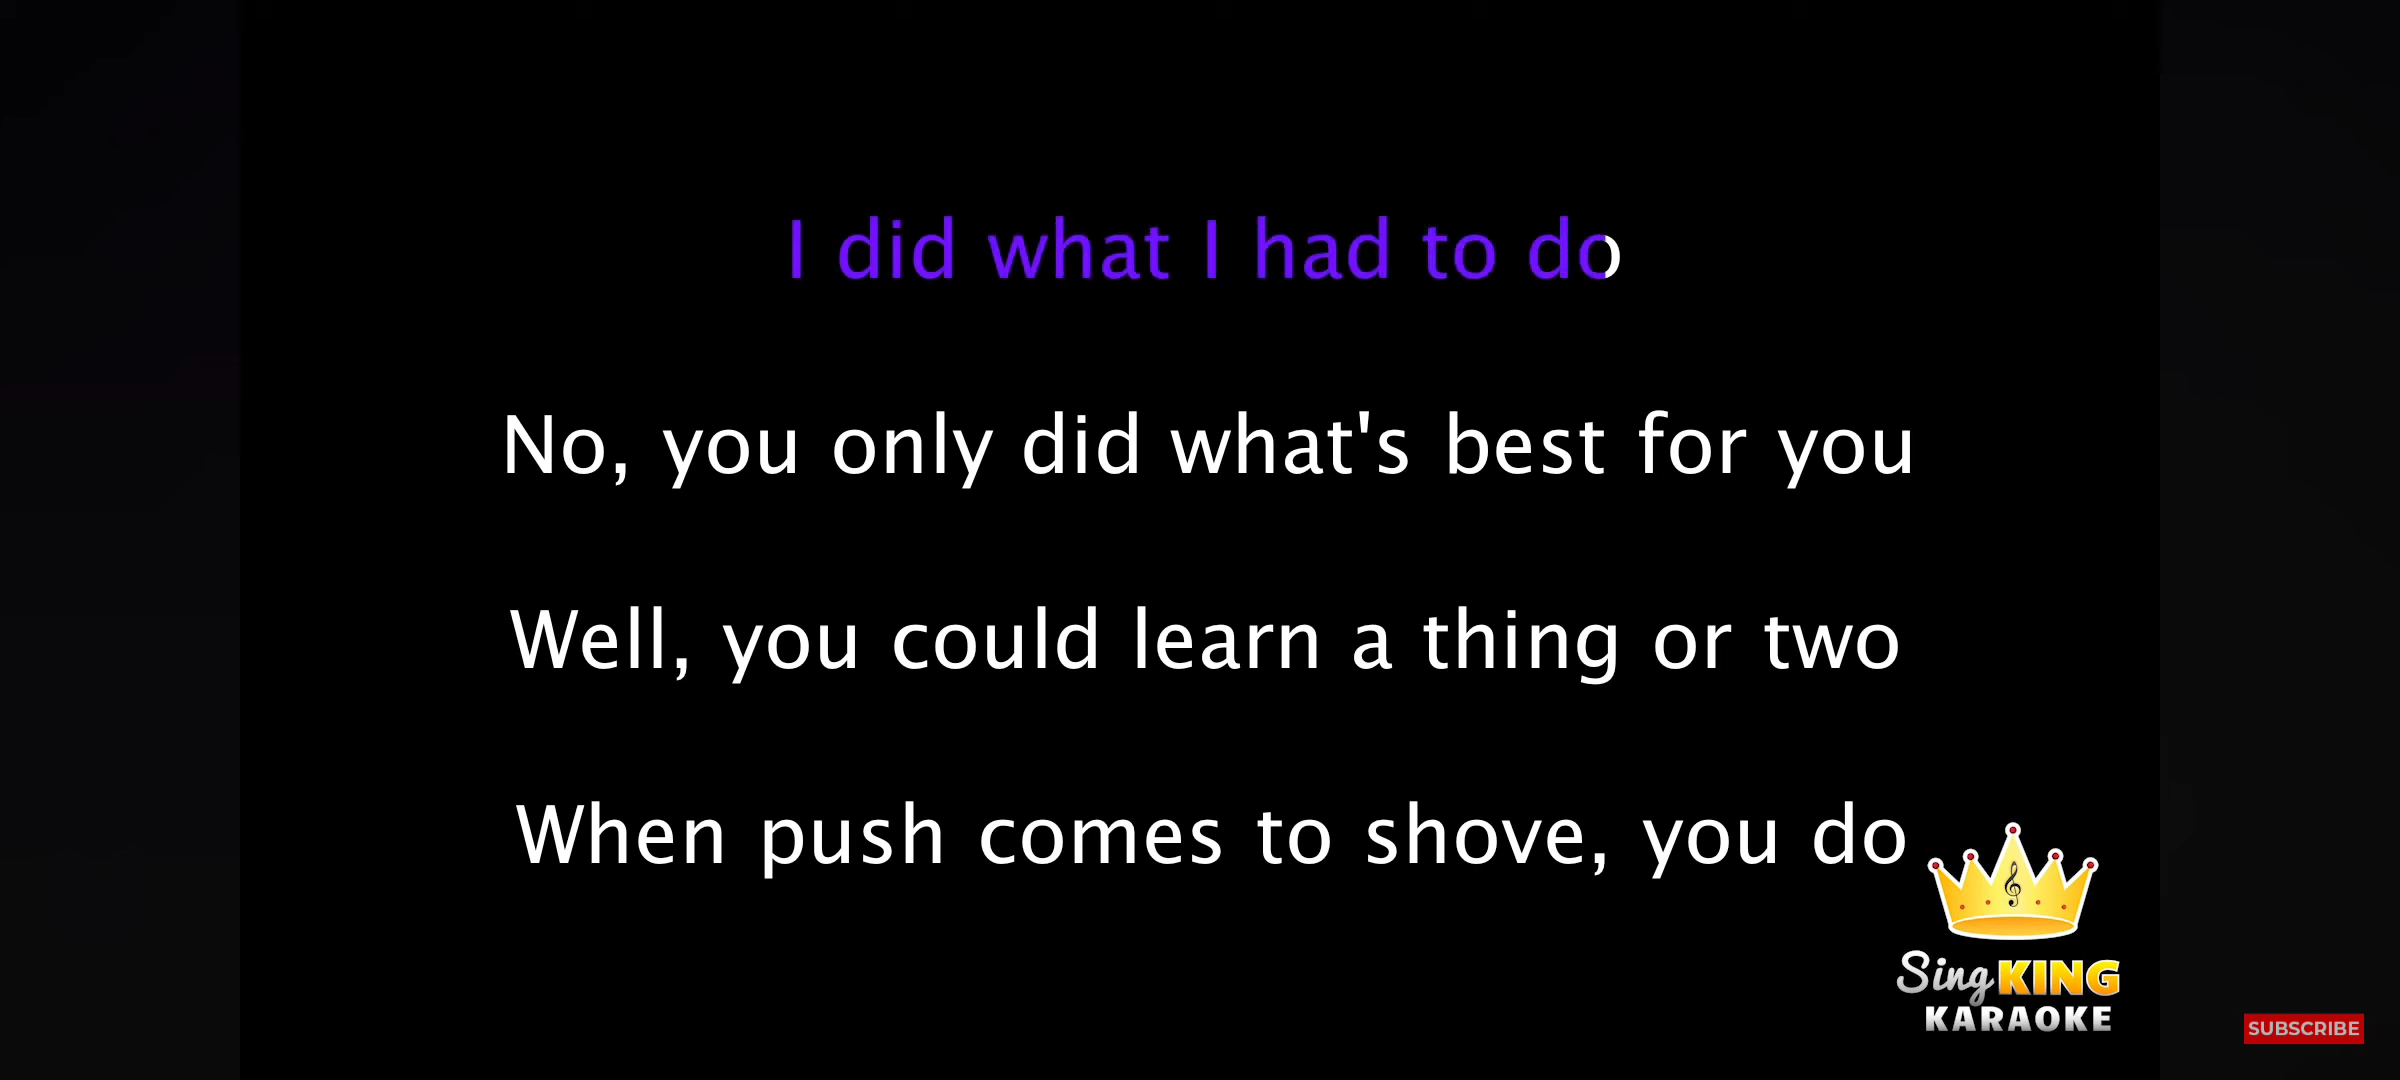 I did what I had to do
No, you only did what's best for you
Well, you could learn a thing or two
When push comes to shove, you do
Sing KING
KARAOKE
SUBSCRIBE